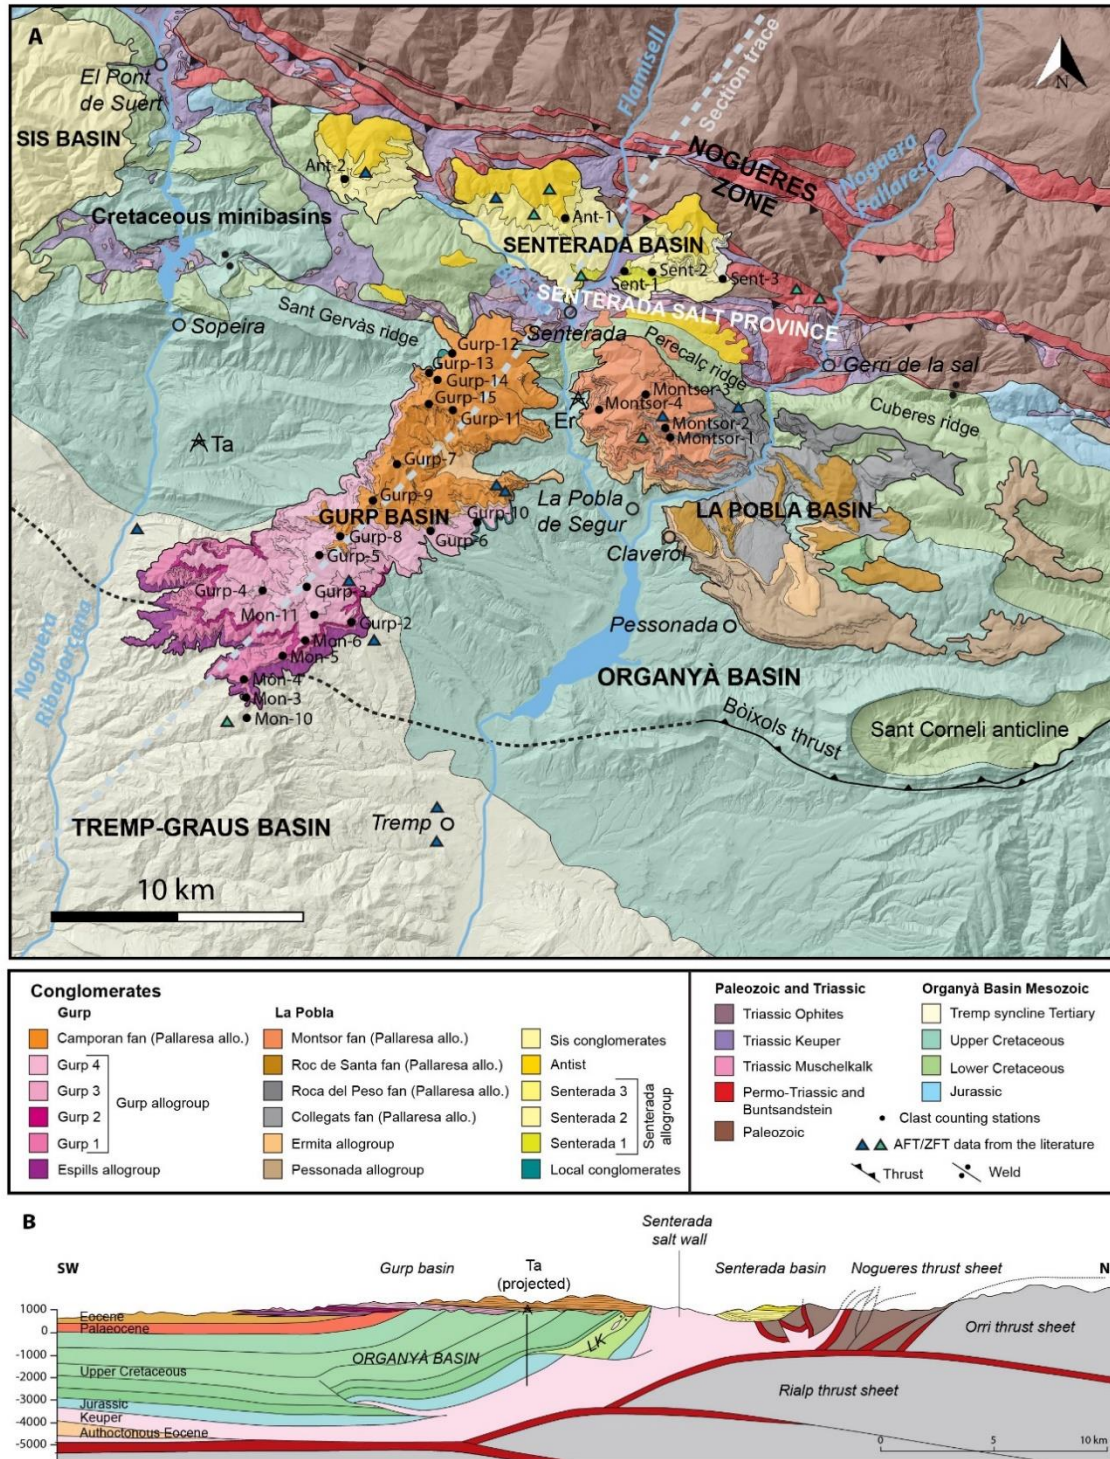 A
El Pont
de Suert
Flamisell
Section trace
N
SIS BASIN
Ant-2
NOGUERES
ZONE
Noguera
Pallaresa
Cretaceous minibasins
Ant-1
SENTERADA BASIN
Sent-2
Sent-1
Sent-3
SENTERADA SALT PROVINCE
Sopeira
Sant Gervàs ridge
Senterada
Gurp-12
Gurp-13
Gurp-14
Gurp-15
Gurp-11
Perecalç ridge
Gerri de la sal
Montsor-3
Montsor-4
Er
Cuberes ridge
Montsor-2
Montsor-1
Ta
Gurp-7
Gurp-9
GURP BASIN
Gurp-10
La Pobla
de Segur
LA POBLA BASIN
Gurp-8
Gurp-6
Claverol
Gurp-5
Gurp-4
Gurp-3
Mon-11
Gurp-2
Pessonada
Mon-6
Mon-5
Mon-4
Mon-3
Mon-10
Noguera
Ribagorçana
ORGANYÀ BASIN
Bòixols thrust
Sant Corneli anticline
TREMP-GRAUS BASIN
Tremp
10 km
Conglomerates
Gurp
Camporan fan (Pallaresa allo.)
Gurp 4
Gurp 3
Gurp 2
Gurp 1
Gurp allogroup
Espills allogroup
La Pobla
Montsor fan (Pallaresa allo.)
Roc de Santa fan (Pallaresa allo.)
Roca del Peso fan (Pallaresa allo.)
Collegats fan (Pallaresa allo.)
Ermita allogroup
Pessonada allogroup
Sis conglomerates
Antist
Senterada 3
Senterada 2
Senterada 1
Senterada allogroup
Local conglomerates
Paleozoic and Triassic
Triassic Ophites
Triassic Keuper
Triassic Muschelkalk
Permo-Triassic and
Buntsandstein
Paleozoic
Organyà Basin Mesozoic
Tremp syncline Tertiary
Upper Cretaceous
Lower Cretaceous
Jurassic
Clast counting stations
AFT/ZFT data from the literature
Thrust
Weld
B
Senterada
salt wall
SW
Gurp basin
Ta
(projected)
Senterada basin
Nogueres thrust sheet
N
1000
0
-1000
-2000
-3000
-4000
-5000
Eocene
Palaeocene
Upper Cretaceous
Jurassic
Keuper
Authoctonous Eocene
ORGANYÀ BASIN
LK
Orri thrust sheet
Rialp thrust sheet
0
5
10 km